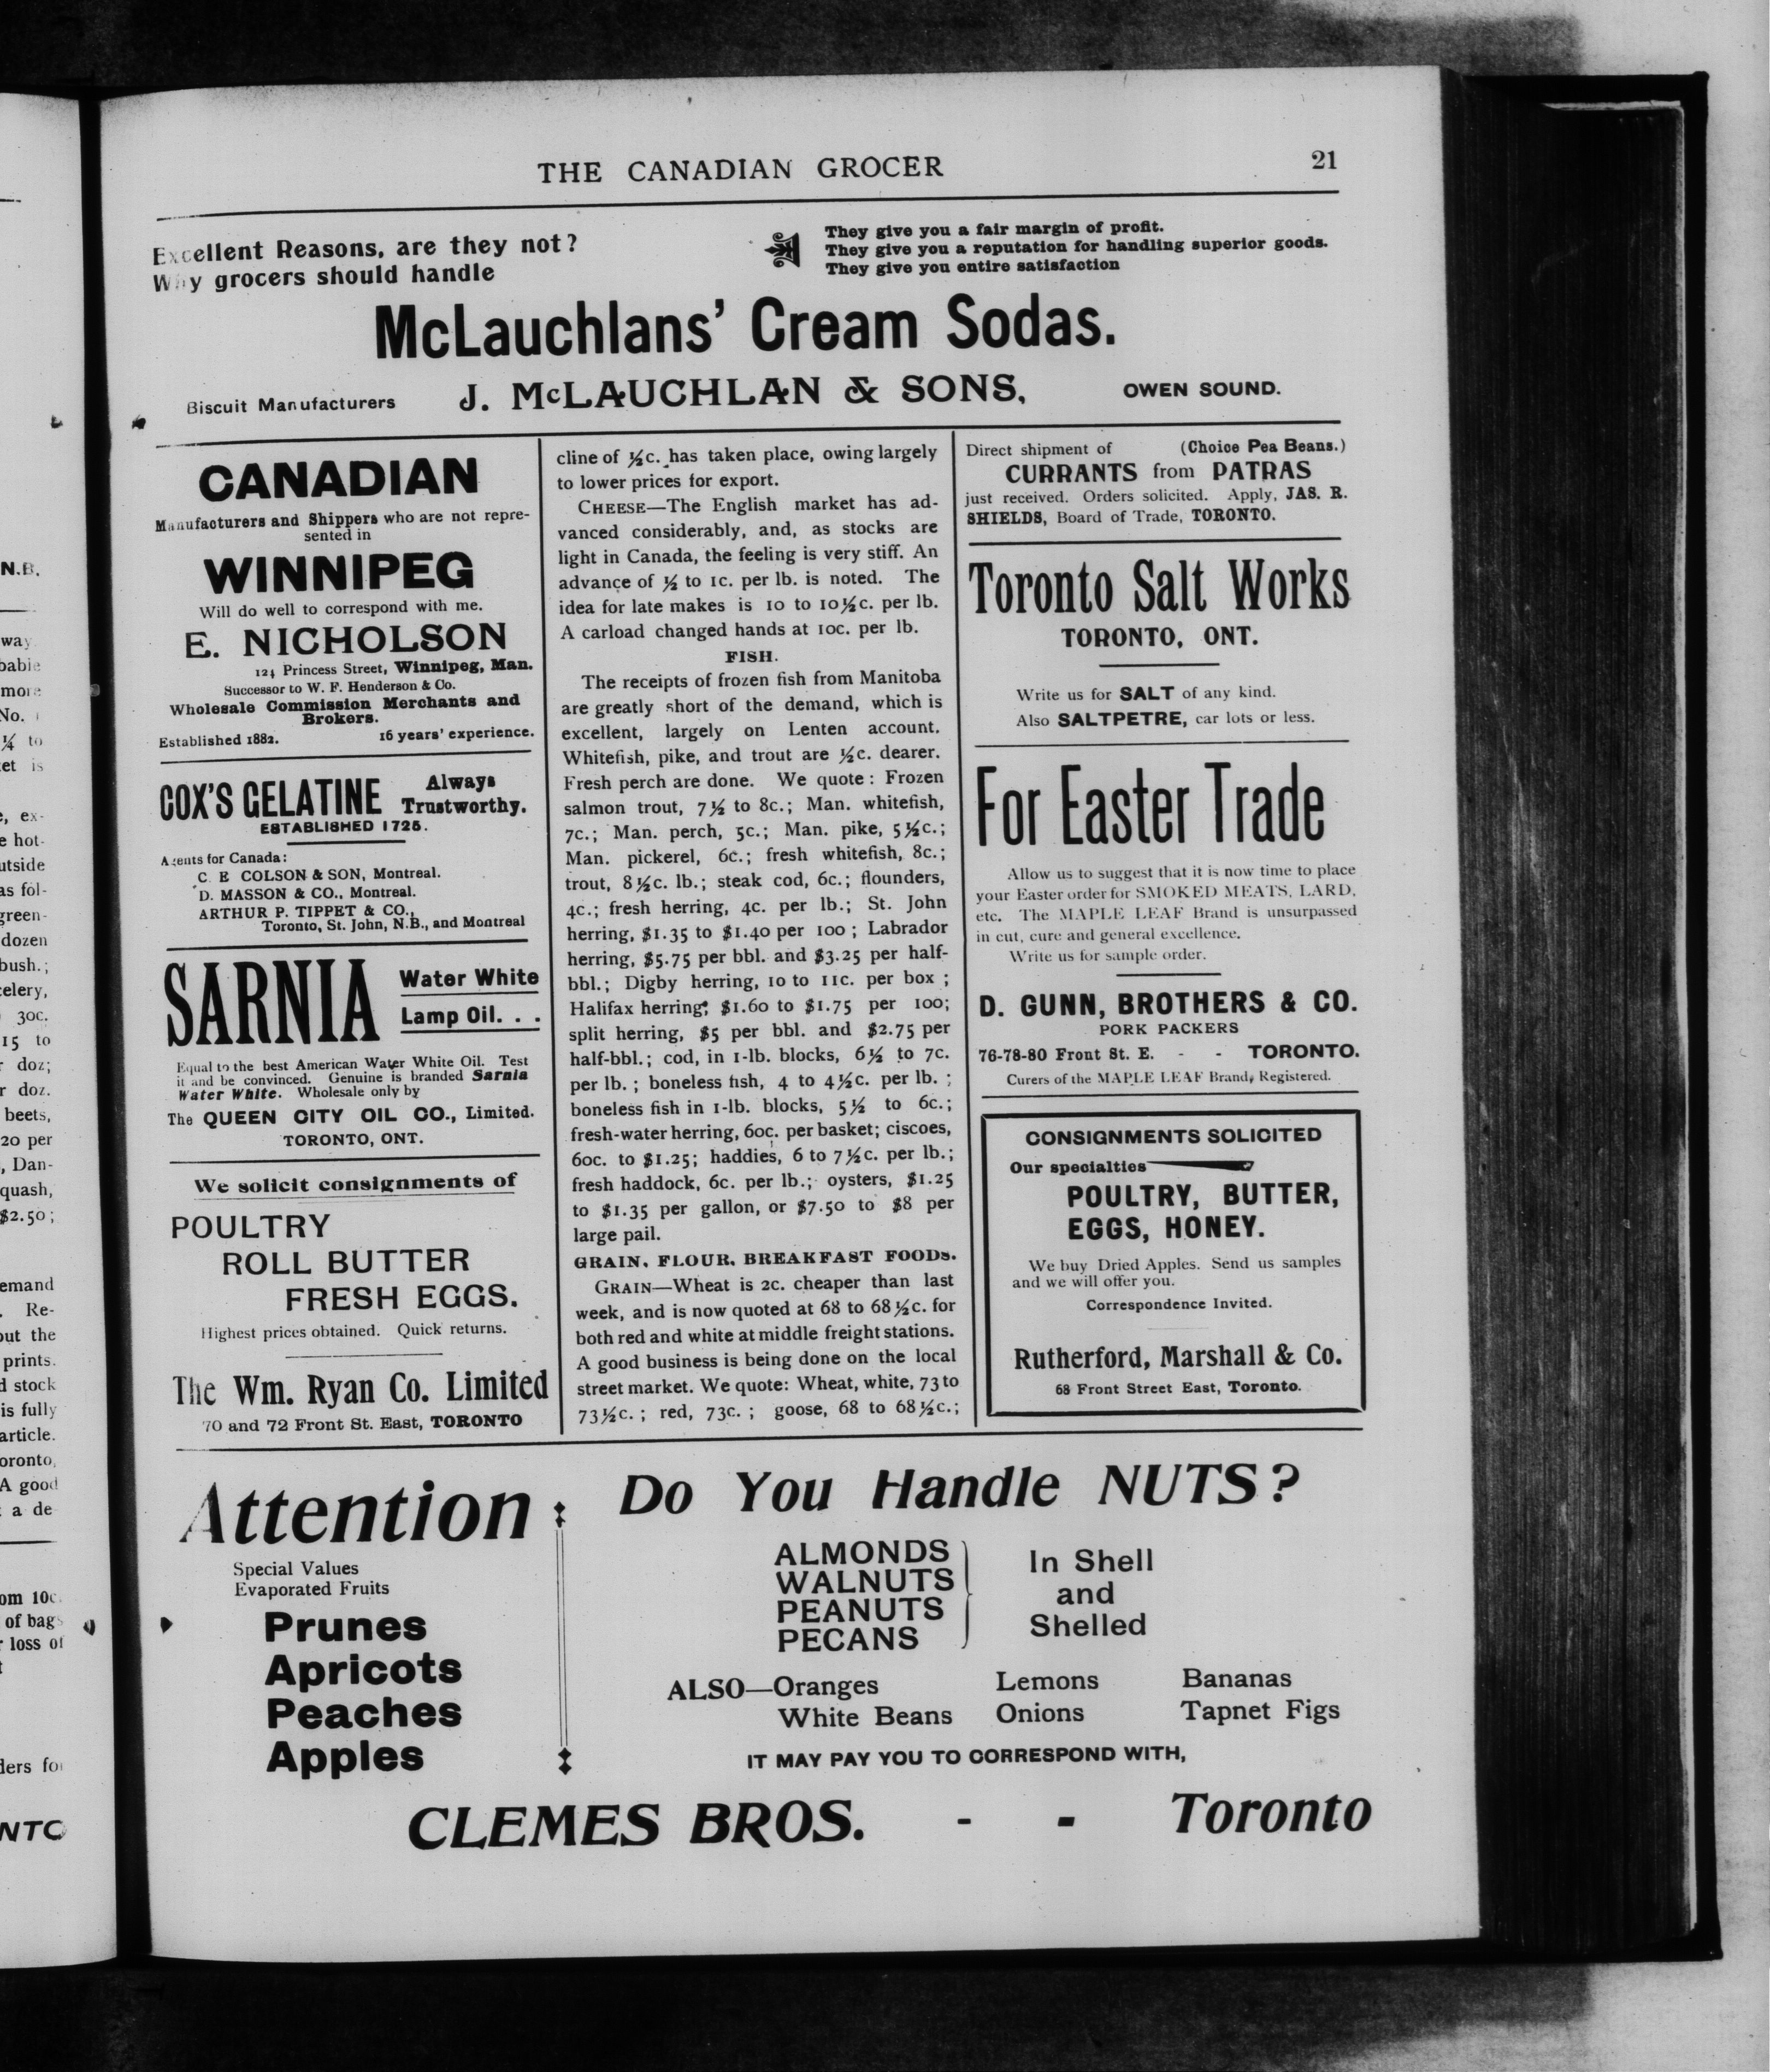 THE CANADIAN GROCER
21
Excellent Reasons, are they not?
Why grocers should handle
They give you a fair margin of profit.
They give you a reputation for handling superior goods.
They give you entire satisfaction
McLauchlans' Cream Sodas.
Biscuit Manufacturers J. McLAUCHLAN & SONS, OWEN SOUND.
CANADIAN
Manufacturers and Shippers who are not repre-
sented in
WINNIPEG
Will do well to correspond with me.
E. NICHOLSON
124 Princess Street, Winnipeg, Man.
Successor to W. F. Henderson & Co.
Wholesale Commission Merchants and
Brokers.
Established 1882. 16 years' experience.
COX'S GELATINE Always
Trustworthy.
ESTABLISHED 1725.
Agents for Canada:
C. E COLSON & SON, Montreal.
D. MASSON & CO., Montreal.
ARTHUR P. TIPPET & CO.,
Toronto, St. John, N.B., and Montreal
SARNIA Water White
Lamp Oil. . .
Equal to the best American Water White Oil. Test
it and be convinced. Genuine is branded Sarnia
Water White. Wholesale only by
The QUEEN CITY OIL CO., Limited.
TORONTO, ONT.
We solicit consignments of
POULTRY
ROLL BUTTER
FRESH EGGS.
Highest prices obtained. Quick returns.
The Wm. Ryan Co. Limited
70 and 72 Front St. East, TORONTO
cline of ½c. has taken place, owing largely
to lower prices for export.
CHEESE—The English market has ad-
vanced considerably, and, as stocks are
light in Canada, the feeling is very stiff. An
advance of ½ to 1c. per lb. is noted. The
idea for late makes is 10 to 10½c. per lb.
A carload changed hands at 10c. per lb.
FISH.
The receipts of frozen fish from Manitoba
are greatly short of the demand, which is
excellent, largely on Lenten account.
Whitefish, pike, and trout are ½c. dearer.
Fresh perch are done. We quote: Frozen
salmon trout, 7½ to 8c.; Man. whitefish,
7c.; Man. perch, 5c.; Man. pike, 5½c.;
Man. pickerel, 6c.; fresh whitefish, 8c.;
trout, 8½c. lb.; steak cod, 6c.; flounders,
4c.; fresh herring, 4c. per lb.; St. John
herring, $1.35 to $1.40 per 100; Labrador
herring, $5.75 per bbl. and $3.25 per half-
bbl.; Digby herring, 10 to 11c. per box;
Halifax herring; $1.60 to $1.75 per 100;
split herring, $5 per bbl. and $2.75 per
half-bbl.; cod, in 1-lb. blocks, 6½ to 7c.
per lb.; boneless fish, 4 to 4½c. per lb.;
boneless fish in 1-lb. blocks, 5½ to 6c.;
fresh-water herring, 60c. per basket; ciscoes,
60c. to $1.25; haddies, 6 to 7½c. per lb.;
fresh haddock, 6c. per lb.; oysters, $1.25
to $1.35 per gallon, or $7.50 to $8 per
large pail.
GRAIN, FLOUR, BREAKFAST FOODS.
GRAIN—Wheat is 2c. cheaper than last
week, and is now quoted at 68 to 68½c. for
both red and white at middle freight stations.
A good business is being done on the local
street market. We quote: Wheat, white, 73 to
73½c.; red, 73c.; goose, 68 to 68½c.;
Direct shipment of (Choice Pea Beans.)
CURRANTS from PATRAS
just received. Orders solicited. Apply, JAS. R.
SHIELDS, Board of Trade, TORONTO.
Toronto Salt Works
TORONTO, ONT.
Write us for SALT of any kind.
Also SALTPETRE, car lots or less.
For Easter Trade
Allow us to suggest that it is now time to place
your Easter order for SMOKED MEATS, LARD,
etc. The MAPLE LEAF Brand is unsurpassed
in cut, cure and general excellence.
Write us for sample order.
D. GUNN, BROTHERS & CO.
PORK PACKERS
76-78-80 Front St. E. - - TORONTO.
Curers of the MAPLE LEAF Brand, Registered.
CONSIGNMENTS SOLICITED
Our specialties
POULTRY, BUTTER,
EGGS, HONEY.
We buy Dried Apples. Send us samples
and we will offer you.
Correspondence Invited.
Rutherford, Marshall & Co.
68 Front Street East, Toronto.
Attention
Special Values
Evaporated Fruits
Prunes
Apricots
Peaches
Apples
Do You Handle NUTS?
ALMONDS
WALNUTS
PEANUTS
PECANS
In Shell
and
Shelled
ALSO—Oranges Lemons Bananas
White Beans Onions Tapnet Figs
IT MAY PAY YOU TO CORRESPOND WITH,
CLEMES BROS. - - Toronto